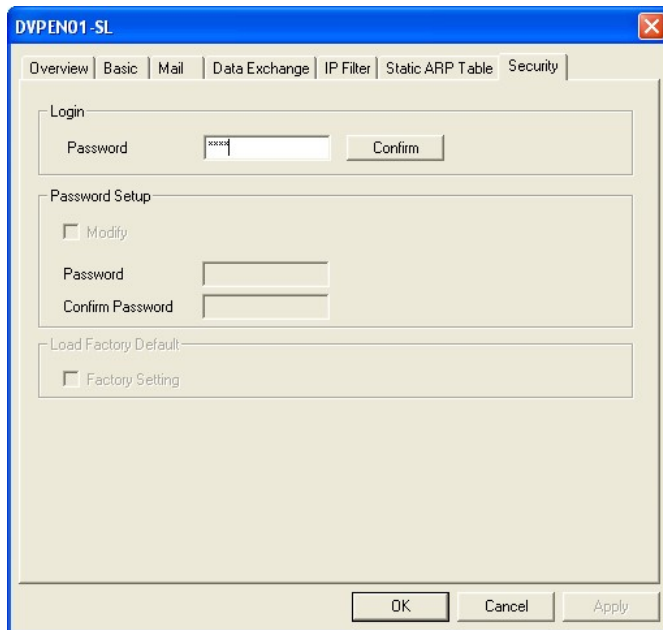 DVPEN01-SL
Overview Basic Mail Data Exchange IP Filter Static ARP Table Security
Login
Password **** Confirm
Password Setup
Modify
Password
Confirm Password
Load Factory Default
Factory Setting
OK Cancel Apply